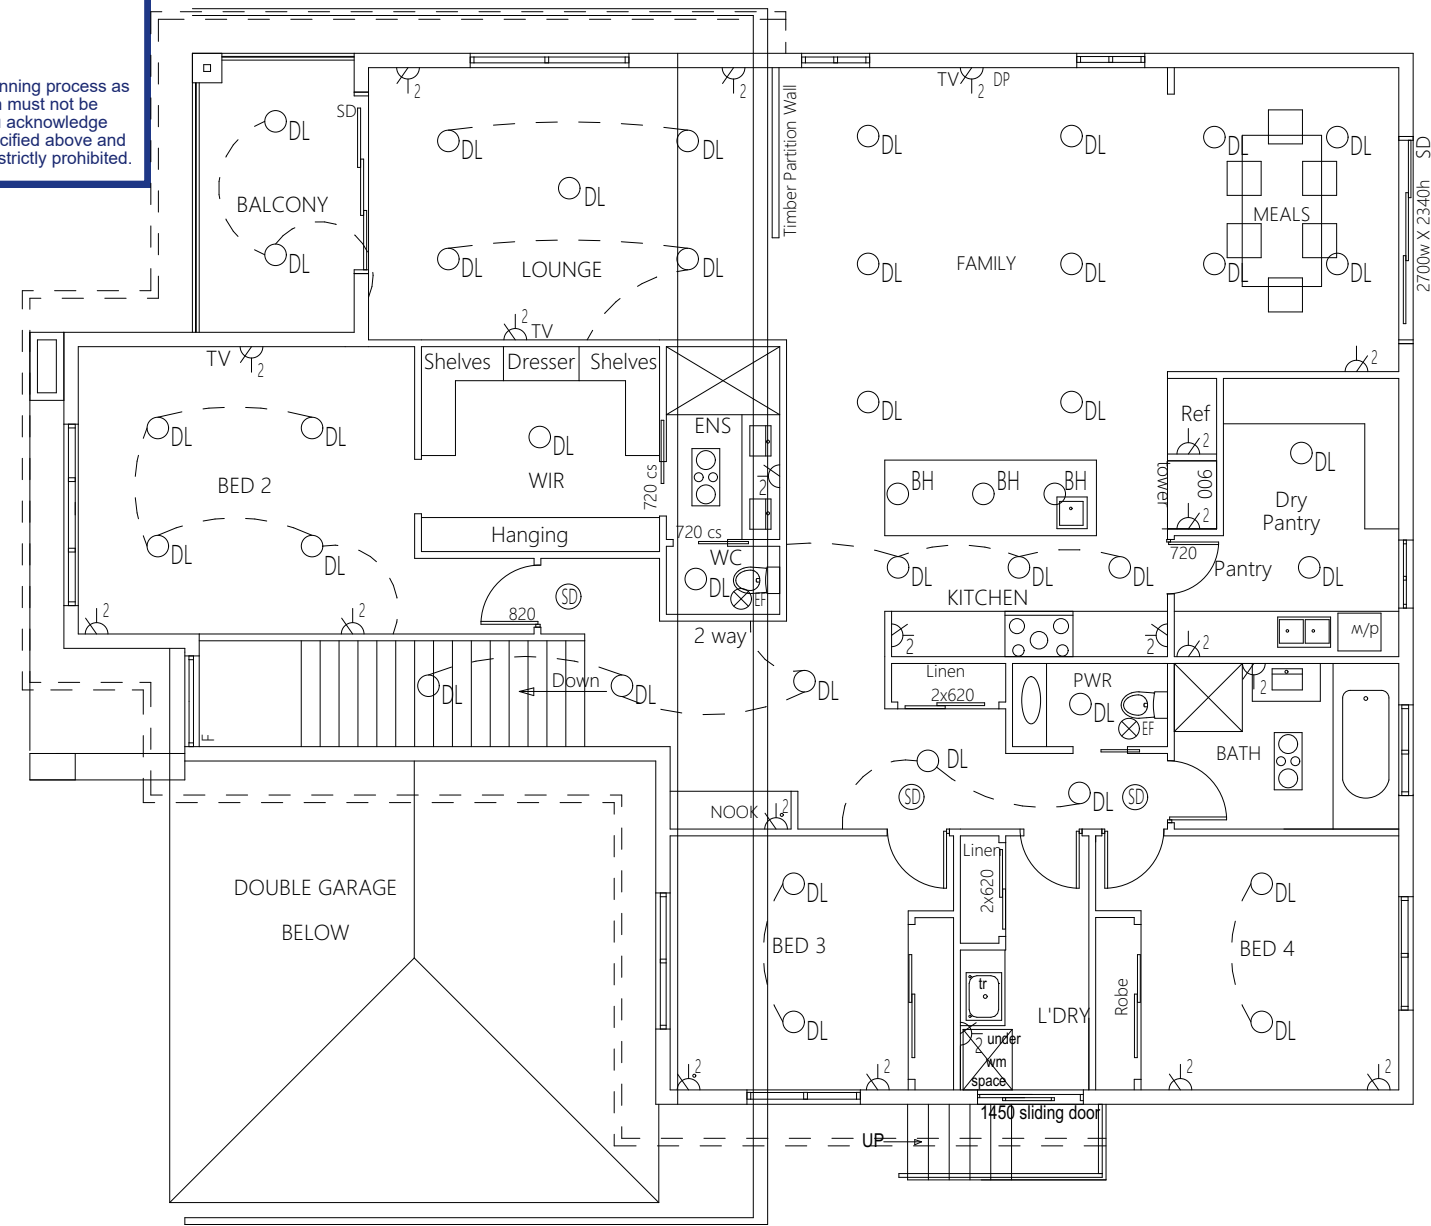 nning process as
n must not be
acknowledge
cified above and
strictly prohibited.
TV 2 DP
2
2
SD
DL
DL
BALCONY
DL
DL
DL
DL
DL
LOUNGE
2
TV
Timber Partition Wall
DL
DL
DL
DL
MEALS
FAMILY
DL
DL
DL
DL
2700w X 2340h SD
2
DL
DL
TV
2
Shelves
Dresser
Shelves
DL
DL
BED 2
DL
DL
2
2
DL
WIR
Hanging
720 cs
ENS
2
720 cs
WC
DL
EF
2 way
SD
820
Ref
2
tower
900
2
DL
Dry
Pantry
720
Pantry
DL
BH
BH
BH
DL
DL
DL
KITCHEN
2
2
2
M/p
Down
DL
DL
DL
F
Linen
2x620
PWR
DL
EF
2
BATH
DL
SD
DL
SD
NOOK
2
DOUBLE GARAGE
BELOW
DL
BED 3
DL
2
2
Linen
2x620
tr
L'DRY
2 under
wm
space
Robe
DL
BED 4
DL
2
2
1450 sliding door
UP